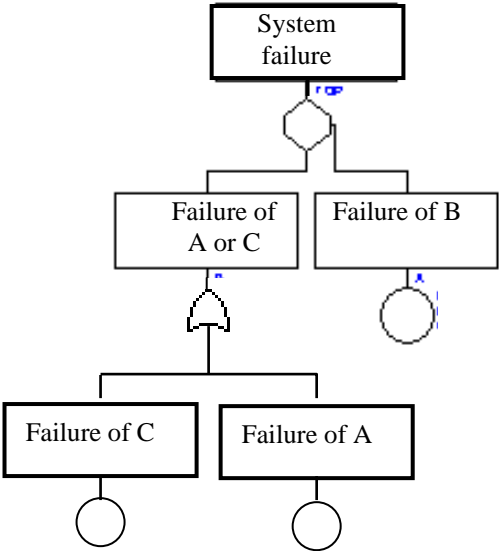 System
failure
Failure of
A or C
Failure of B
Failure of C
Failure of A